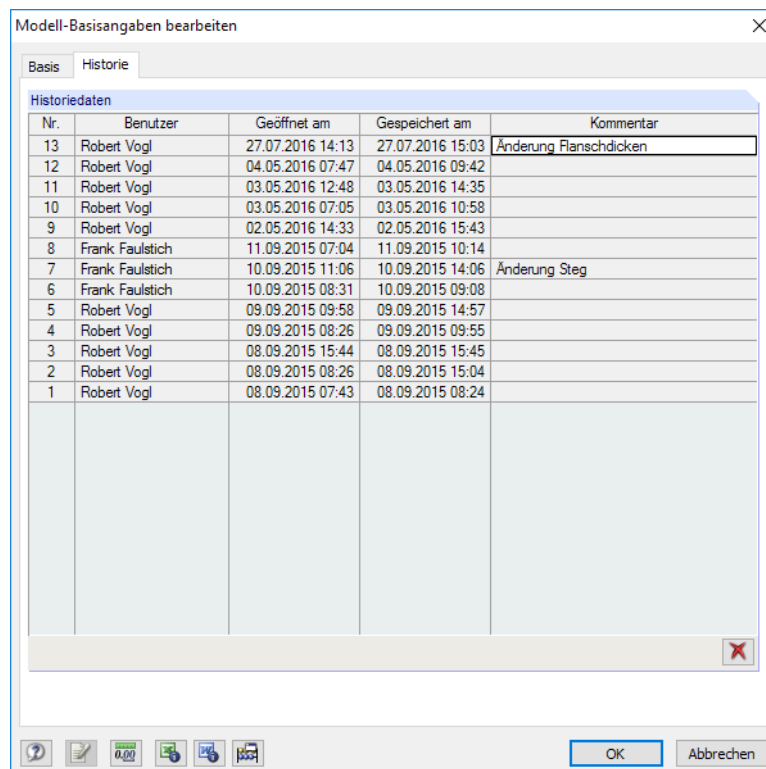 Modell-Basisangaben bearbeiten
Basis Historie
Historiedaten
Nr. Benutzer Geöffnet am Gespeichert am Kommentar
13 Robert Vogl 27.07.2016 14:13 27.07.2016 15:03 Änderung Flanschdicken
12 Robert Vogl 04.05.2016 07:47 04.05.2016 09:42
11 Robert Vogl 03.05.2016 12:48 03.05.2016 14:35
10 Robert Vogl 03.05.2016 07:05 03.05.2016 10:58
9 Robert Vogl 02.05.2016 14:33 02.05.2016 15:43
8 Frank Faulstich 11.09.2015 07:04 11.09.2015 10:14
7 Frank Faulstich 10.09.2015 11:06 10.09.2015 14:06 Änderung Steg
6 Frank Faulstich 10.09.2015 08:31 10.09.2015 09:08
5 Robert Vogl 09.09.2015 09:58 09.09.2015 14:57
4 Robert Vogl 09.09.2015 08:26 09.09.2015 09:55
3 Robert Vogl 08.09.2015 15:44 08.09.2015 15:45
2 Robert Vogl 08.09.2015 08:26 08.09.2015 15:04
1 Robert Vogl 08.09.2015 07:43 08.09.2015 08:24
0,00 OK Abbrechen